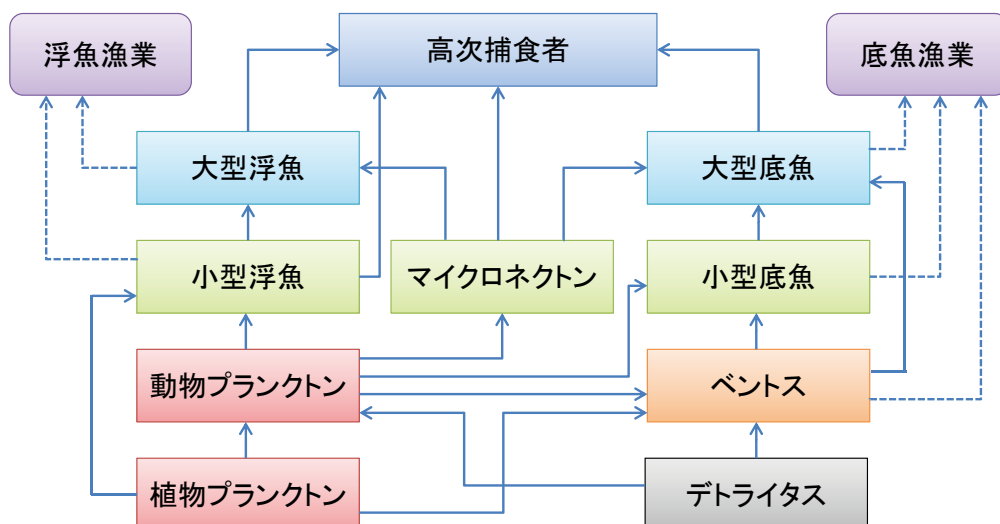 浮魚漁業
高次捕食者
底魚漁業
大型浮魚
大型底魚
小型浮魚
マイクロネクトン
小型底魚
動物プランクトン
ベントス
植物プランクトン
デトライタス